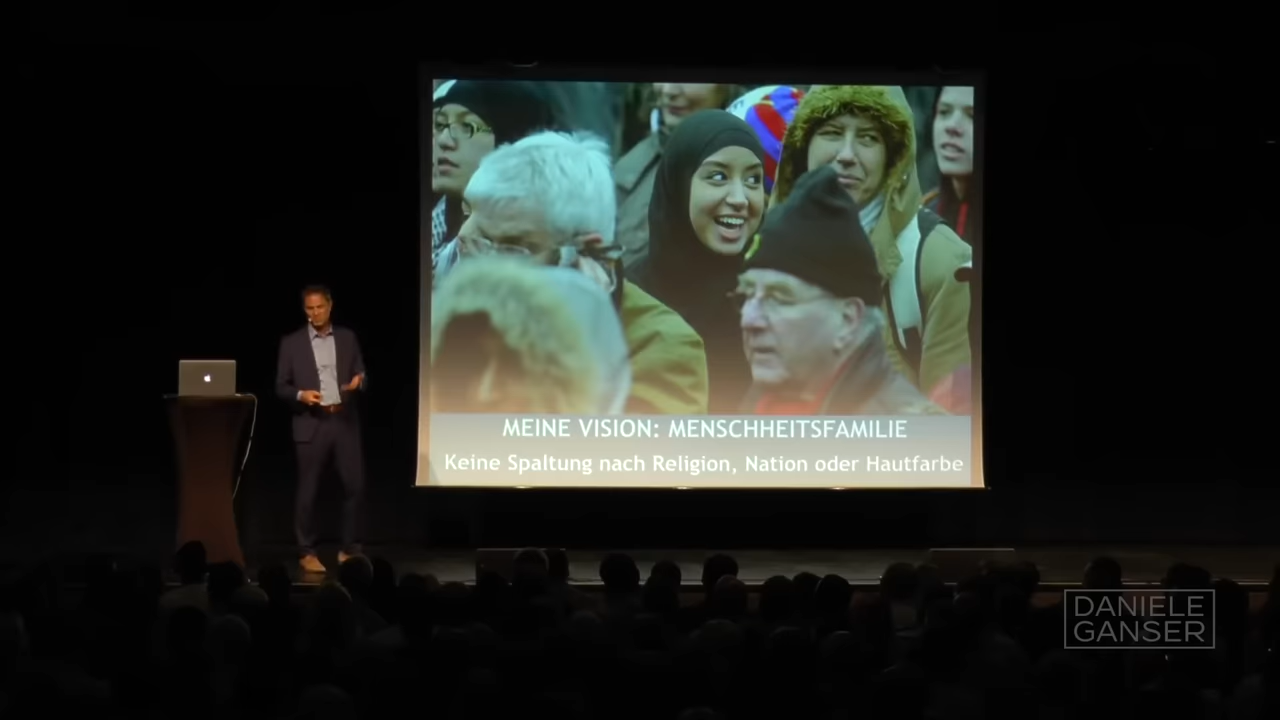 MEINE VISION: MENSCHHEITSFAMILIE
Keine Spaltung nach Religion, Nation oder Hautfarbe
DANIELE
GANSER